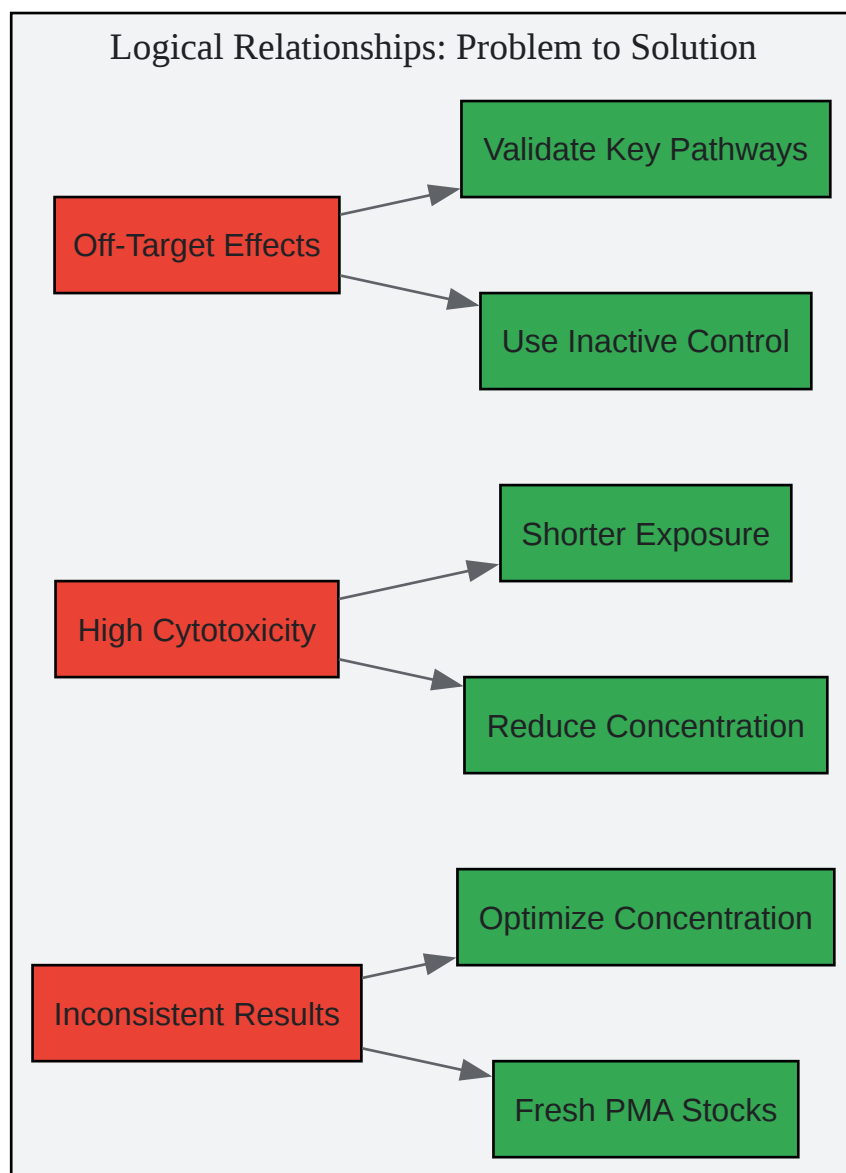 Logical Relationships: Problem to Solution
Validate Key Pathways
Off-Target Effects
Use Inactive Control
Shorter Exposure
High Cytotoxicity
Reduce Concentration
Optimize Concentration
Inconsistent Results
Fresh PMA Stocks